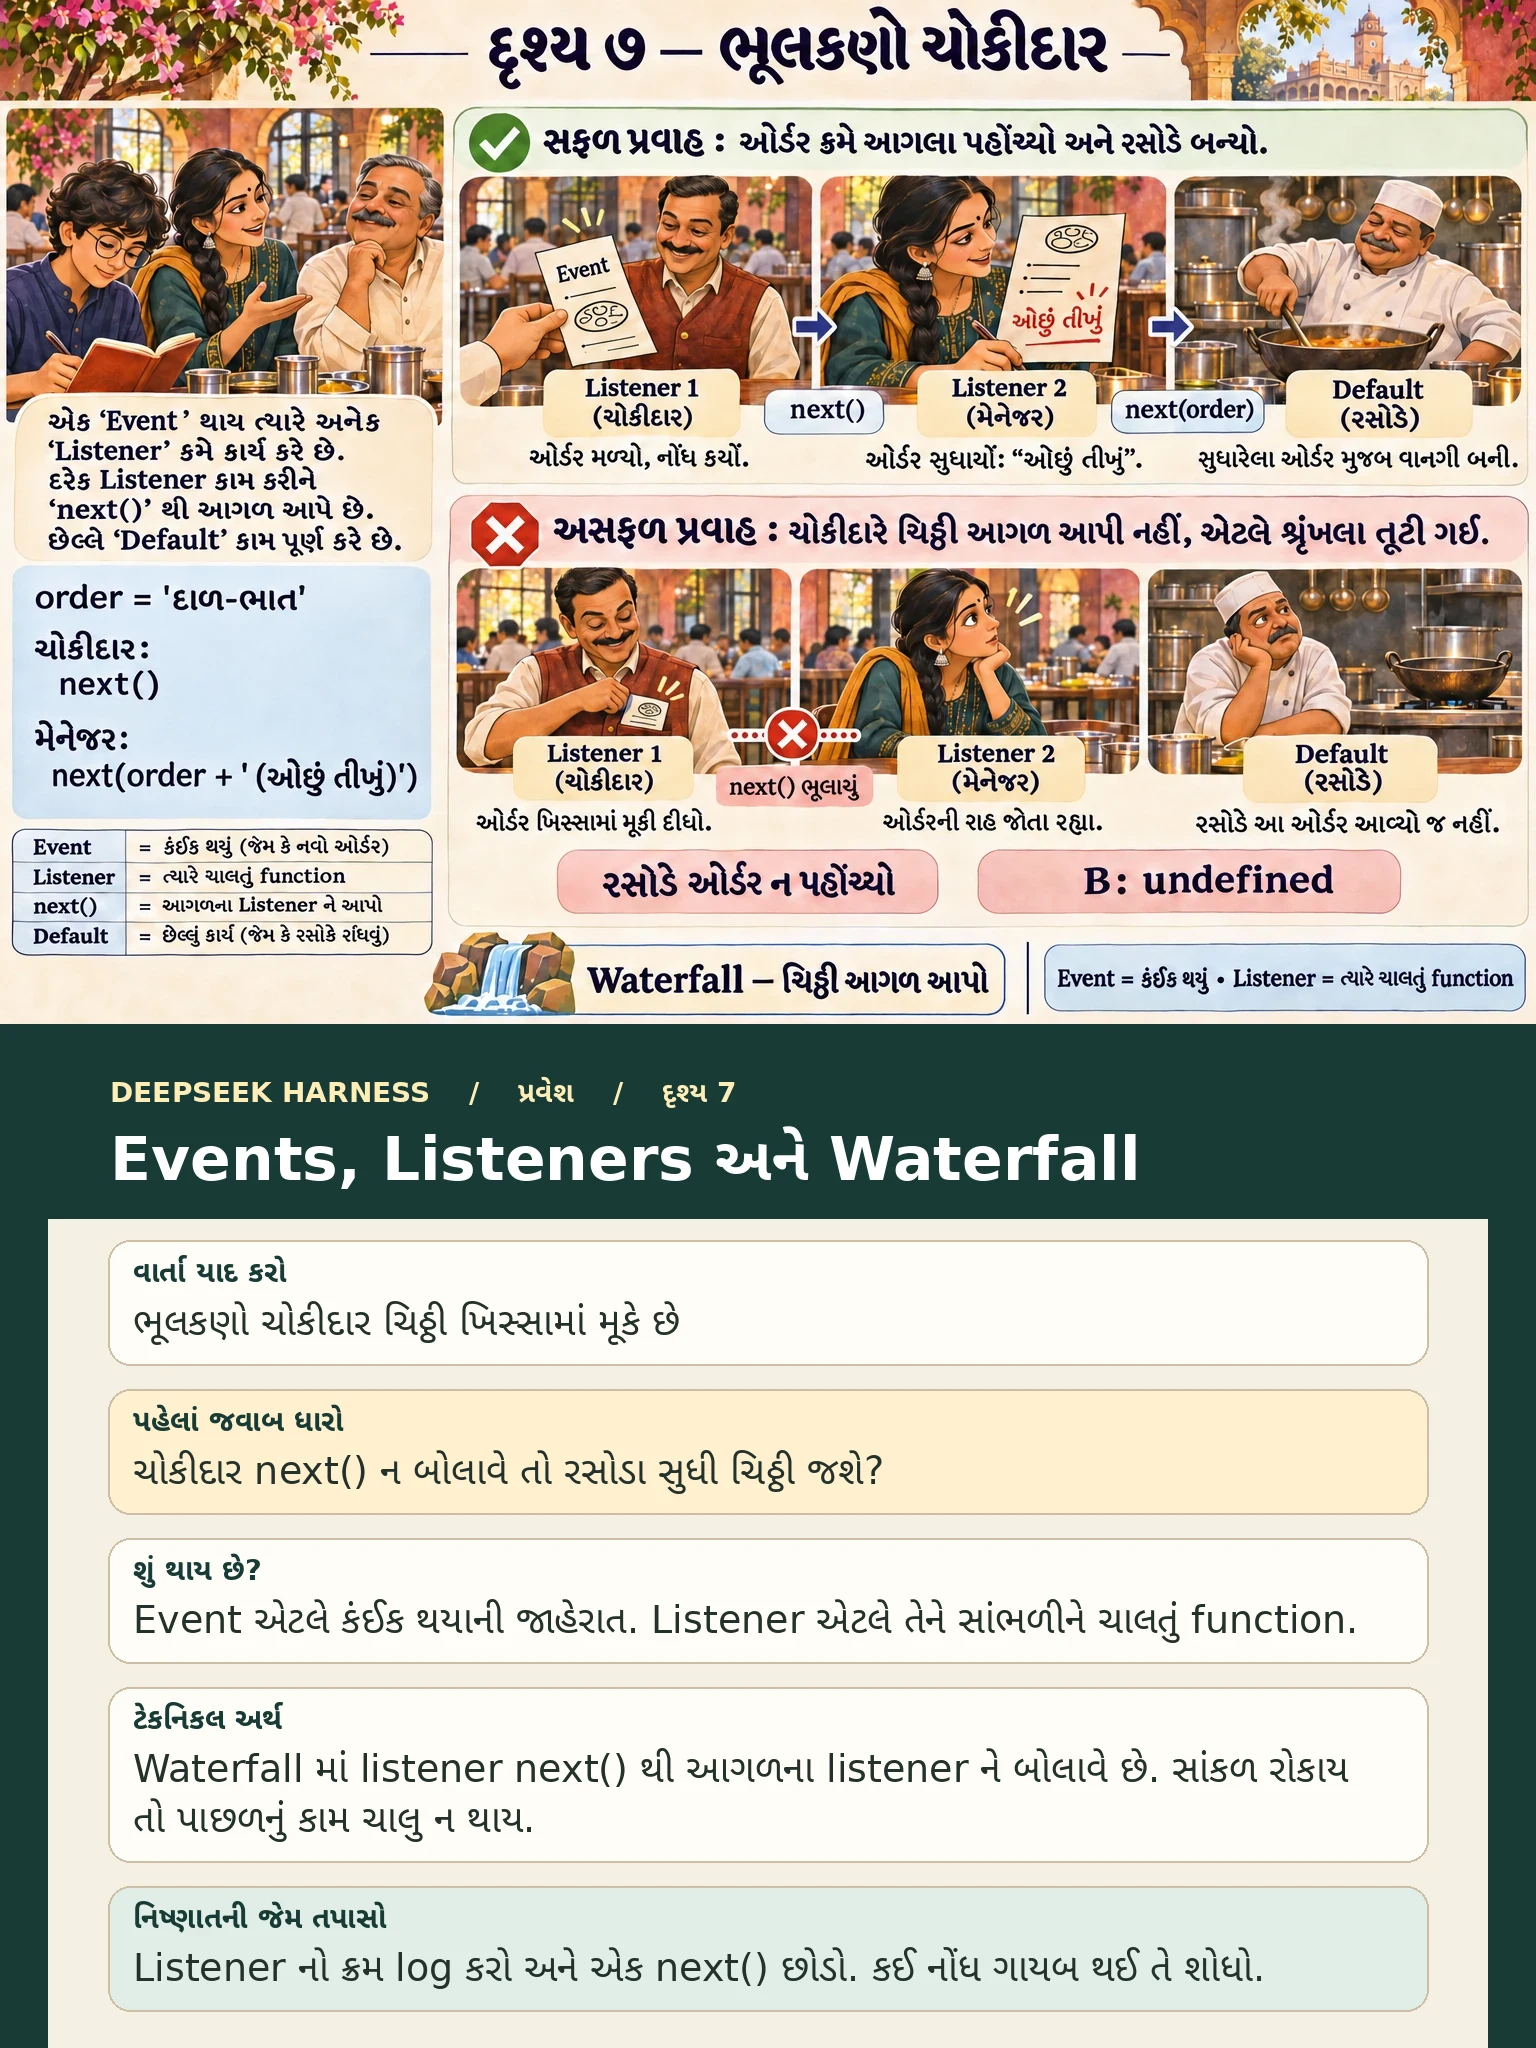 દૃશ્ય ૭ – ભૂલકણો ચોકીદાર
સફળ પ્રવાહ : ઓર્ડર ક્રમે આગલા પહોંચ્યો અને રસોડે બન્યો.
Event
ઓછું તીખું
Listener 1
(ચોકીદાર)
next()
Listener 2
(મેનેજર)
next(order)
Default
(રસોડે)
ઓર્ડર મળ્યો, નોંધ કર્યો.
ઓર્ડર સુધાર્યો: “ઓછું તીખું”.
સુધારેલા ઓર્ડર મુજબ વાનગી બની.
એક ‘Event’ થાય ત્યારે અનેક
‘Listener’ કમે કાર્ય કરે છે.
દરેક Listener કામ કરીને
‘next()’ થી આગળ આપે છે.
છેલ્લે ‘Default’ કામ પૂર્ણ કરે છે.
order = 'દાળ-ભાત'
ચોકીદાર:
next()
મેનેજર:
next(order + ' (ઓછું તીખું)')
Event = કંઈક થયું (જેમ કે નવો ઓર્ડર)
Listener = ત્યારે ચાલતું function
next() = આગળના Listener ને આપો
Default = છેલ્લું કાર્ય (જેમ કે રસોકે રાંધવું)
અસફળ પ્રવાહ : ચોકીદારે ચિઠ્ઠી આગળ આપી નહીં, એટલે શ્રૃંખલા તૂટી ગઈ.
Listener 1
(ચોકીદાર)
next() ભૂલાયું
Listener 2
(મેનેજર)
Default
(રસોડે)
ઓર્ડર ખિસ્સામાં મૂકી દીધો.
ઓર્ડરની રાહ જોતા રહ્યા.
રસોડે આ ઓર્ડર આવ્યો જ નહીં.
રસોડે ઓર્ડર ન પહોંચ્યો
B: undefined
Waterfall – ચિઠ્ઠી આગળ આપો
Event = કંઈક થયું • Listener = ત્યારે ચાલતું function
DEEPSEEK HARNESS / પ્રવેશ / દૃશ્ય 7
Events, Listeners અને Waterfall
વાર્તા યાદ કરો
ભૂલકણો ચોકીદાર ચિઠ્ઠી ખિસ્સામાં મૂકે છે
પહેલાં જવાબ ધારો
ચોકીદાર next() ન બોલાવે તો રસોડા સુધી ચિઠ્ઠી જશે?
શું થાય છે?
Event એટલે કંઈક થયાની જાહેરાત. Listener એટલે તેને સાંભળીને ચાલતું function.
ટેકનિકલ અર્થ
Waterfall માં listener next() થી આગળના listener ને બોલાવે છે. સાંકળ રોકાય
તો પાછળનું કામ ચાલુ ન થાય.
નિષ્ણાતની જેમ તપાસો
Listener નો ક્રમ log કરો અને એક next() છોડો. કઈ નોંધ ગાયબ થઈ તે શોધો.